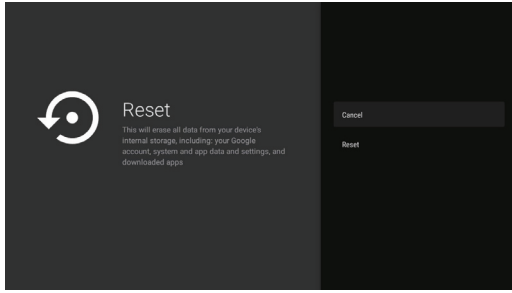 Reset
This will erase all data from your device's
internal storage, including: your Google
account, system and app data and settings, and
downloaded apps
Cancel
Reset